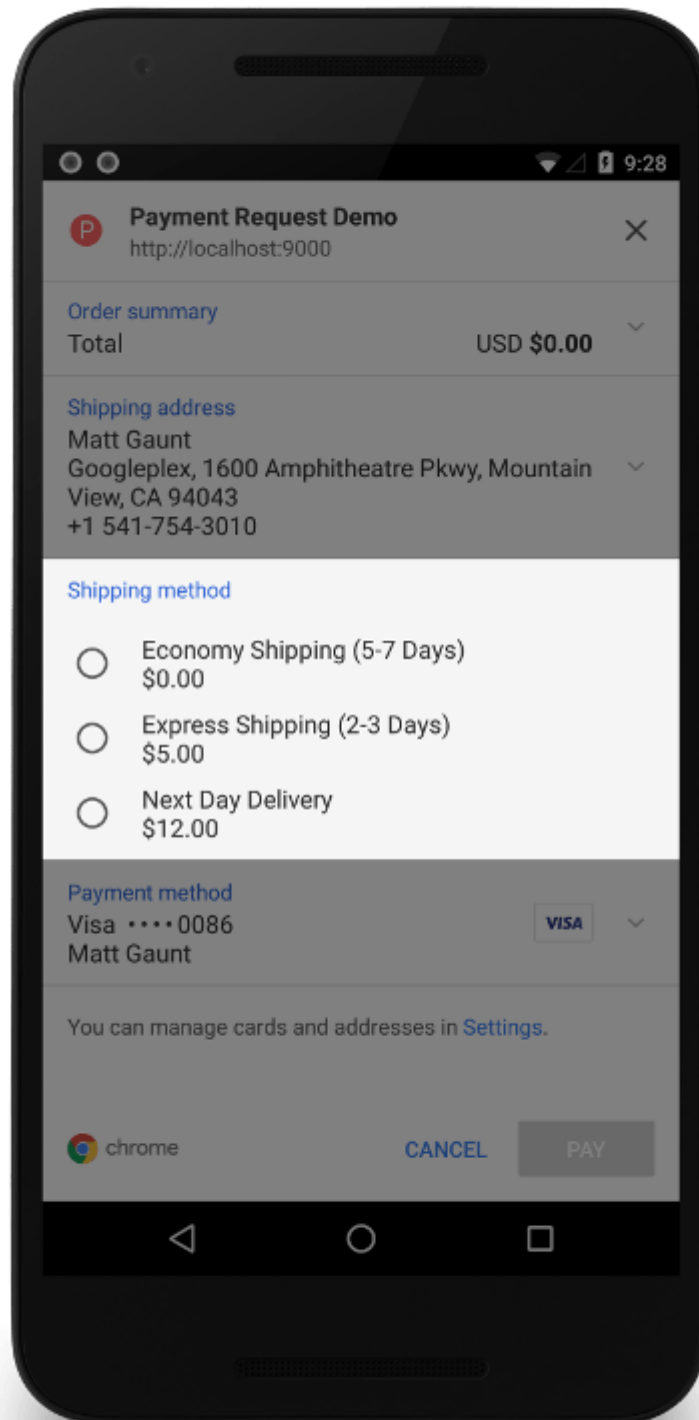 9:28
P
Payment Request Demo
http://localhost:9000
Order summary
Total USD $0.00
Shipping address
Matt Gaunt
Googleplex, 1600 Amphitheatre Pkwy, Mountain
View, CA 94043
+1 541-754-3010
Shipping method
Economy Shipping (5-7 Days)
$0.00
Express Shipping (2-3 Days)
$5.00
Next Day Delivery
$12.00
Payment method
Visa ····0086 VISA
Matt Gaunt
You can manage cards and addresses in Settings.
chrome CANCEL PAY